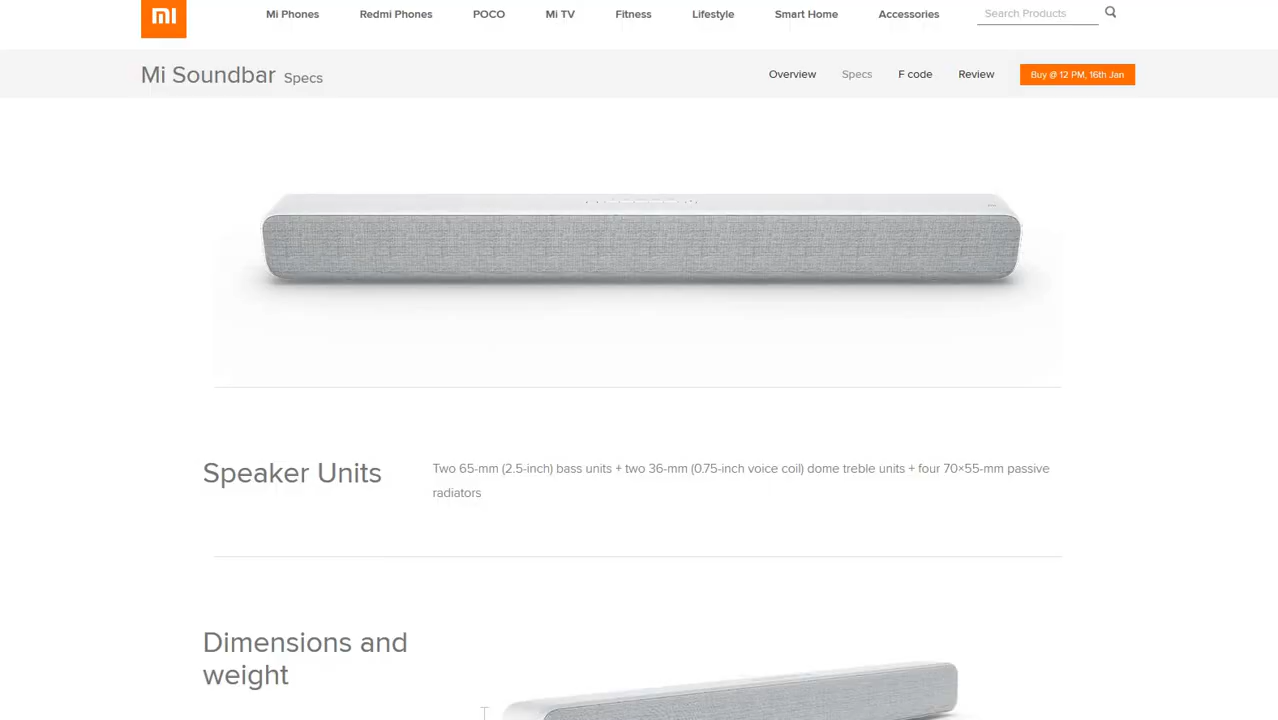 mi
Mi Phones Redmi Phones POCO Mi TV Fitness Lifestyle Smart Home Accessories Search Products
Mi Soundbar Specs Overview Specs F code Review Buy @ 12 PM, 16th Jan
Speaker Units
Two 65-mm (2.5-inch) bass units + two 36-mm (0.75-inch voice coil) dome treble units + four 70×55-mm passive
radiators
Dimensions and
weight